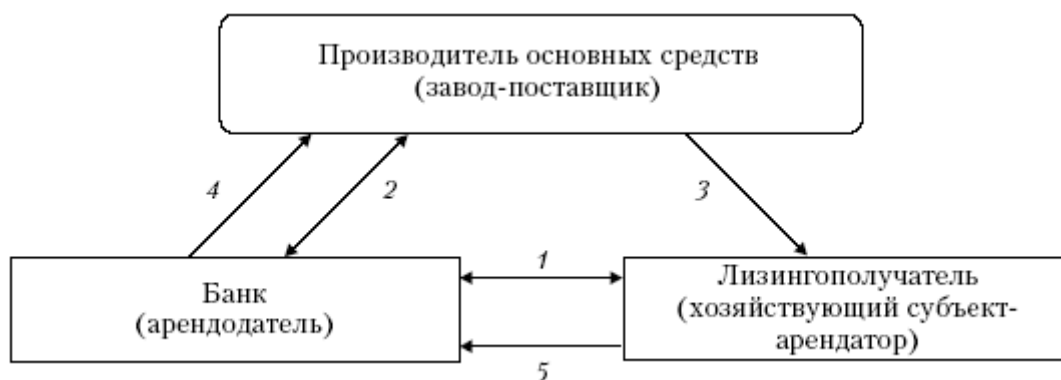 Производитель основных средств
(завод-поставщик)
4
2
3
1
Банк
(арендодатель)
Лизингополучатель
(хозяйствующий субъект-
арендатор)
5